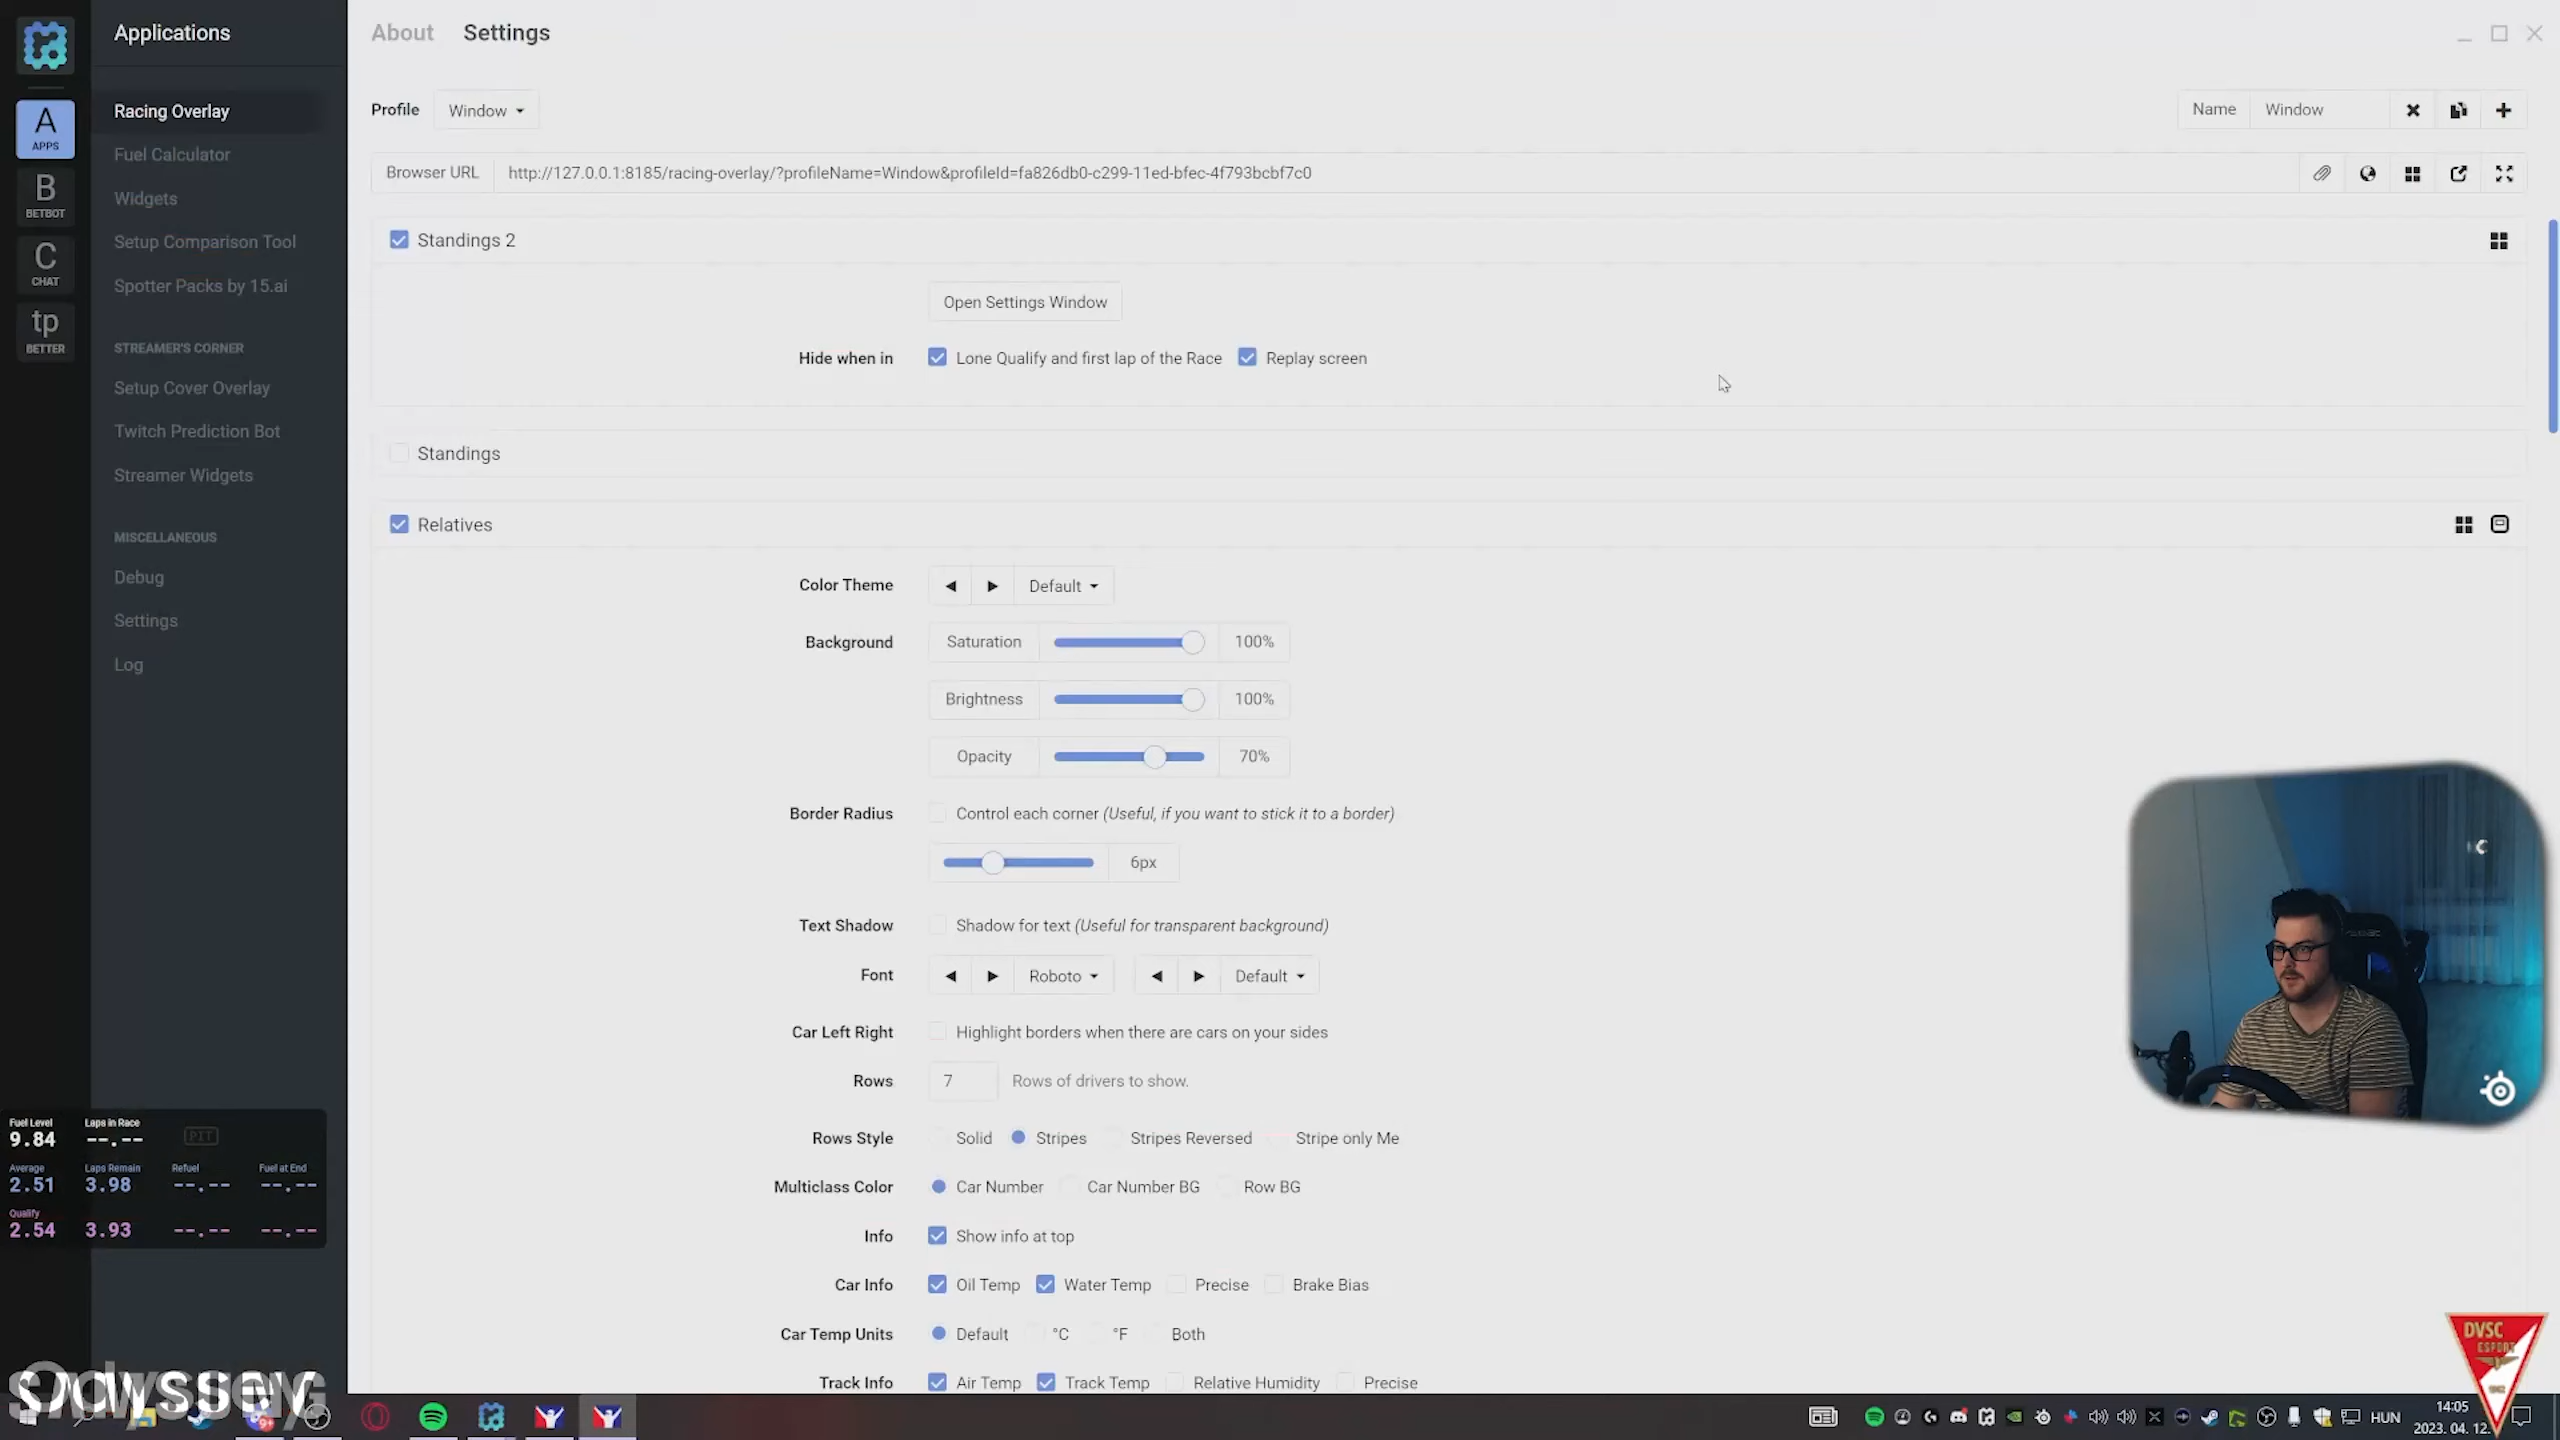 Applications
About Settings
A
APPS
B
BETBOT
C
CHAT
tp
BETTER
Racing Overlay
Fuel Calculator
Widgets
Setup Comparison Tool
Spotter Packs by 15.ai
STREAMER'S CORNER
Setup Cover Overlay
Twitch Prediction Bot
Streamer Widgets
MISCELLANEOUS
Debug
Settings
Log
Profile Window
Name Window
Browser URL http://127.0.0.1:8185/racing-overlay/?profileName=Window&profileId=fa826db0-c299-11ed-bfec-4f793bcbf7c0
Standings 2
Open Settings Window
Hide when in Lone Qualify and first lap of the Race Replay screen
Standings
Relatives
Color Theme Default
Background Saturation 100%
Brightness 100%
Opacity 70%
Border Radius Control each corner (Useful, if you want to stick it to a border)
6px
Text Shadow Shadow for text (Useful for transparent background)
Font Roboto Default
Car Left Right Highlight borders when there are cars on your sides
Rows 7 Rows of drivers to show.
Rows Style Solid Stripes Stripes Reversed Stripe only Me
Multiclass Color Car Number Car Number BG Row BG
Info Show info at top
Car Info Oil Temp Water Temp Precise Brake Bias
Car Temp Units Default °C °F Both
Track Info Air Temp Track Temp Relative Humidity Precise
Fuel Level Laps in Race
9.84 --.-- PIT
Average Laps Remain Refuel Fuel at End
2.51 3.98 --.-- --.--
Qualify
2.54 3.93 --.-- --.--
DVSC
ESPORT
HUN
14:05
2023. 04. 12.